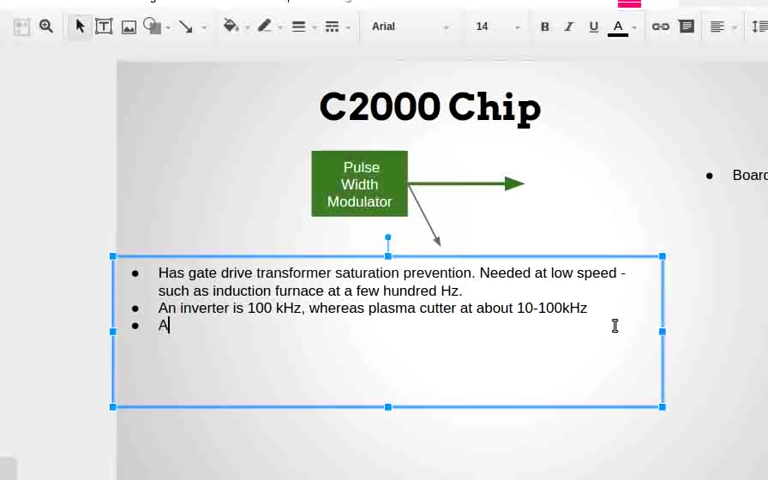 Arial
14
B I U A
C2000 Chip
Pulse
Width
Modulator
● Board
● Has gate drive transformer saturation prevention. Needed at low speed -
such as induction furnace at a few hundred Hz.
● An inverter is 100 kHz, whereas plasma cutter at about 10-100kHz
● A